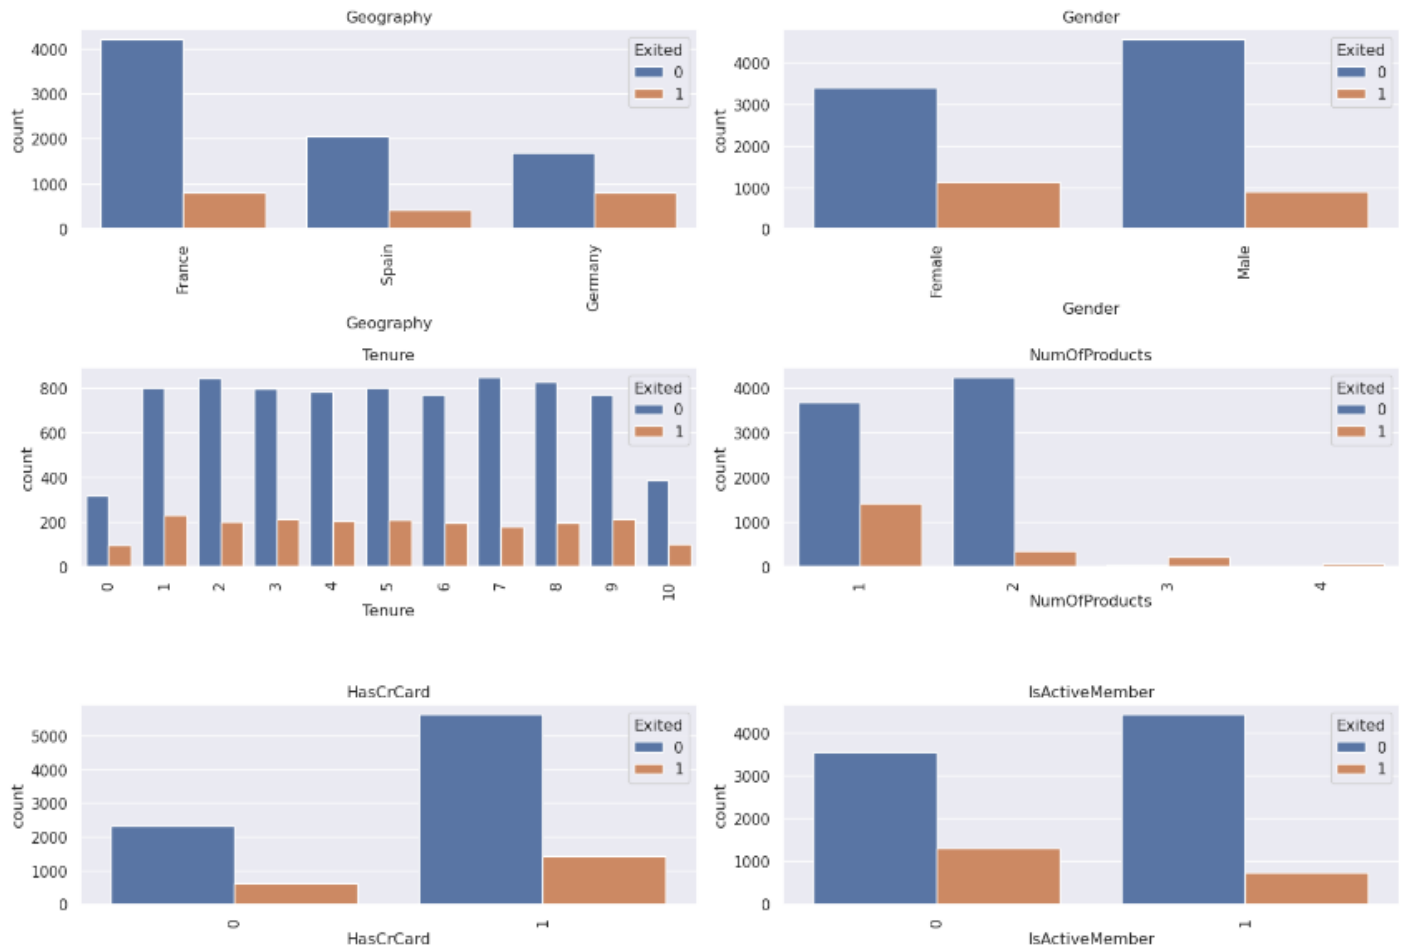 Geography
Exited
0
1
count
4000
3000
2000
1000
0
France
Spain
Germany
Geography
Gender
Exited
0
1
count
4000
3000
2000
1000
0
Female
Male
Gender
Tenure
Exited
0
1
count
800
600
400
200
0
0
1
2
3
4
5
6
7
8
9
10
Tenure
NumOfProducts
Exited
0
1
count
4000
3000
2000
1000
0
1
2
3
4
NumOfProducts
HasCrCard
Exited
0
1
count
5000
4000
3000
2000
1000
0
0
1
HasCrCard
IsActiveMember
Exited
0
1
count
4000
3000
2000
1000
0
0
1
IsActiveMember